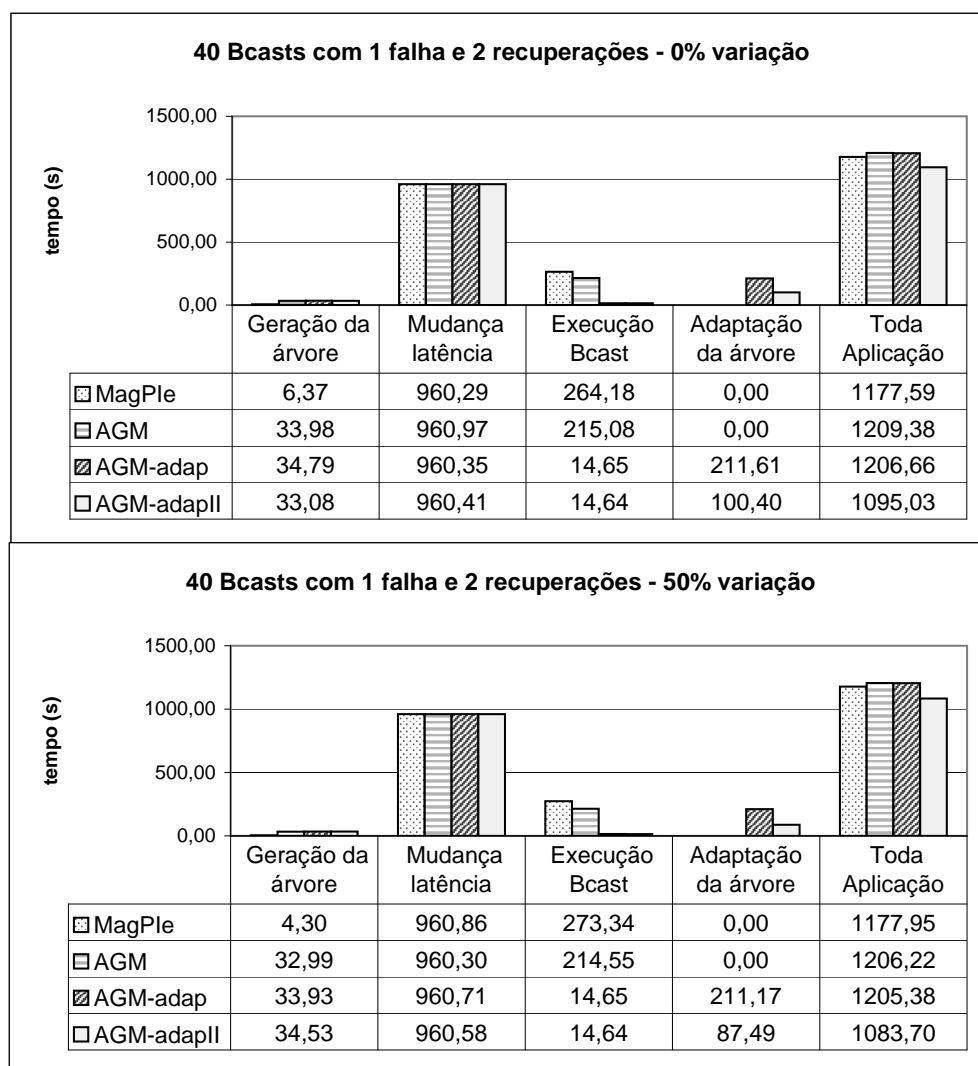 40 Bcasts com 1 falha e 2 recuperações - 0% variação
1500,00
1000,00
500,00
0,00
tempo (s)
Geração da árvore Mudança latência Execução Bcast Adaptação da árvore Toda Aplicação
MagPIe 6,37 960,29 264,18 0,00 1177,59
AGM 33,98 960,97 215,08 0,00 1209,38
AGM-adap 34,79 960,35 14,65 211,61 1206,66
AGM-adapII 33,08 960,41 14,64 100,40 1095,03
40 Bcasts com 1 falha e 2 recuperações - 50% variação
1500,00
1000,00
500,00
0,00
tempo (s)
Geração da árvore Mudança latência Execução Bcast Adaptação da árvore Toda Aplicação
MagPIe 4,30 960,86 273,34 0,00 1177,95
AGM 32,99 960,30 214,55 0,00 1206,22
AGM-adap 33,93 960,71 14,65 211,17 1205,38
AGM-adapII 34,53 960,58 14,64 87,49 1083,70